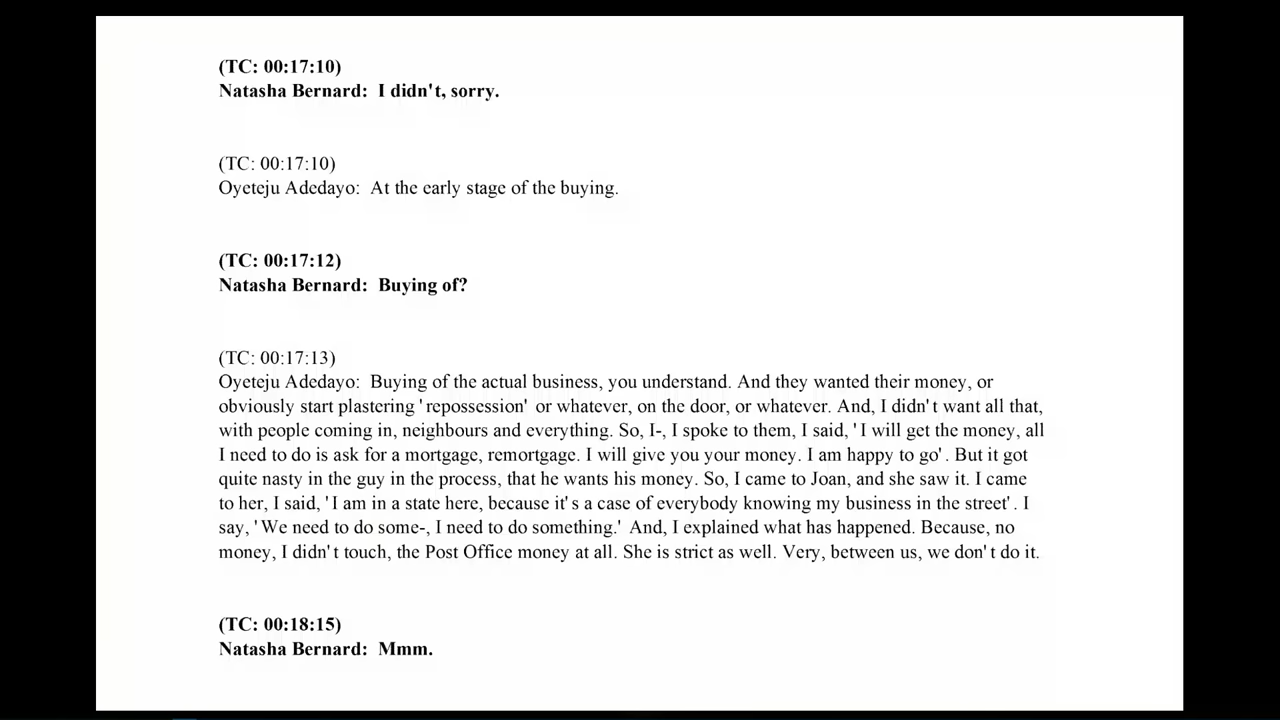 (TC: 00:17:10)
Natasha Bernard: I didn't, sorry.
(TC: 00:17:10)
Oyeteju Adedayo: At the early stage of the buying.
(TC: 00:17:12)
Natasha Bernard: Buying of?
(TC: 00:17:13)
Oyeteju Adedayo: Buying of the actual business, you understand. And they wanted their money, or
obviously start plastering 'repossession' or whatever, on the door, or whatever. And, I didn't want all that,
with people coming in, neighbours and everything. So, I-, I spoke to them, I said, 'I will get the money, all
I need to do is ask for a mortgage, remortgage. I will give you your money. I am happy to go'. But it got
quite nasty in the guy in the process, that he wants his money. So, I came to Joan, and she saw it. I came
to her, I said, 'I am in a state here, because it's a case of everybody knowing my business in the street'. I
say, 'We need to do some-, I need to do something.' And, I explained what has happened. Because, no
money, I didn't touch, the Post Office money at all. She is strict as well. Very, between us, we don't do it.
(TC: 00:18:15)
Natasha Bernard: Mmm.